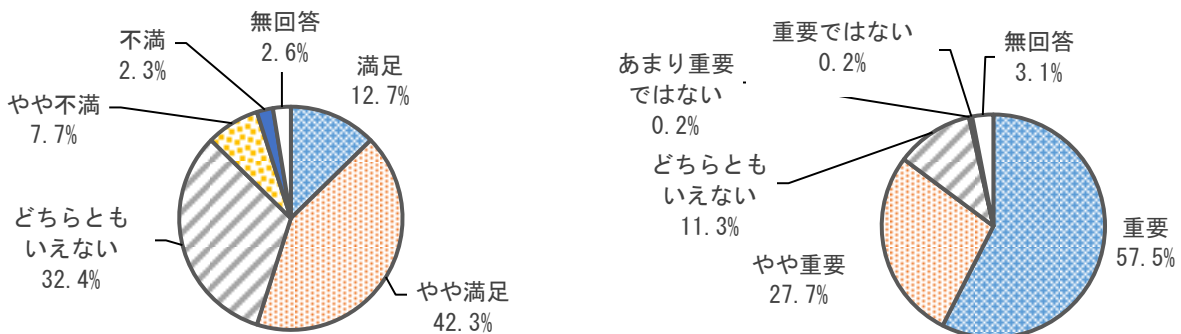 無回答
2.6%
不満
2.3%
満足
12.7%
やや不満
7.7%
どちらとも
いえない
32.4%
やや満足
42.3%
重要ではない
0.2%
無回答
3.1%
あまり重要
ではない
0.2%
どちらとも
いえない
11.3%
重要
57.5%
やや重要
27.7%